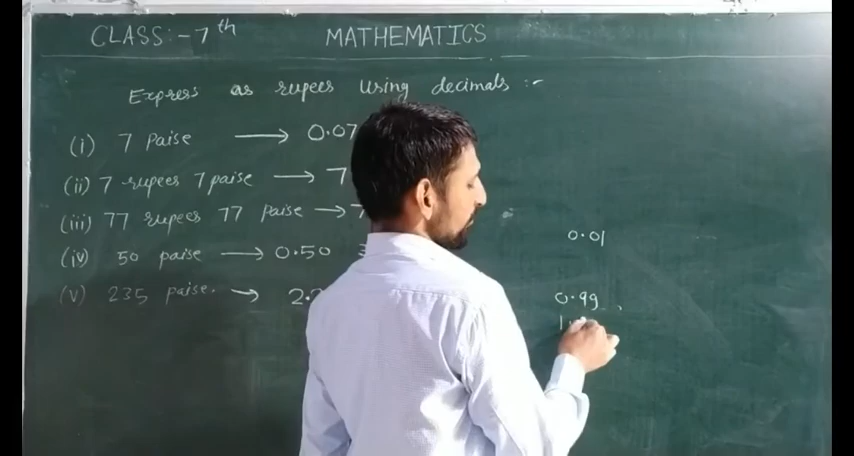 CLASS:- 7th MATHEMATICS
Express as rupees using decimals :-
(i) 7 Paise → 0.07
(ii) 7 rupees 7 paise → 7
(iii) 77 rupees 77 paise → 7
(iv) 50 paise → 0.50 =
(v) 235 paise. → 2.
0.01
0.99 ,
1.